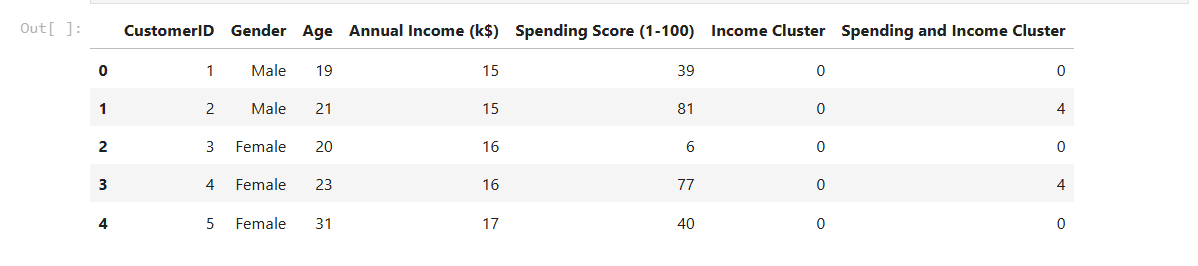 Out[ ]:
CustomerID Gender Age Annual Income (k$) Spending Score (1-100) Income Cluster Spending and Income Cluster
0 1 Male 19 15 39 0 0
1 2 Male 21 15 81 0 4
2 3 Female 20 16 6 0 0
3 4 Female 23 16 77 0 4
4 5 Female 31 17 40 0 0